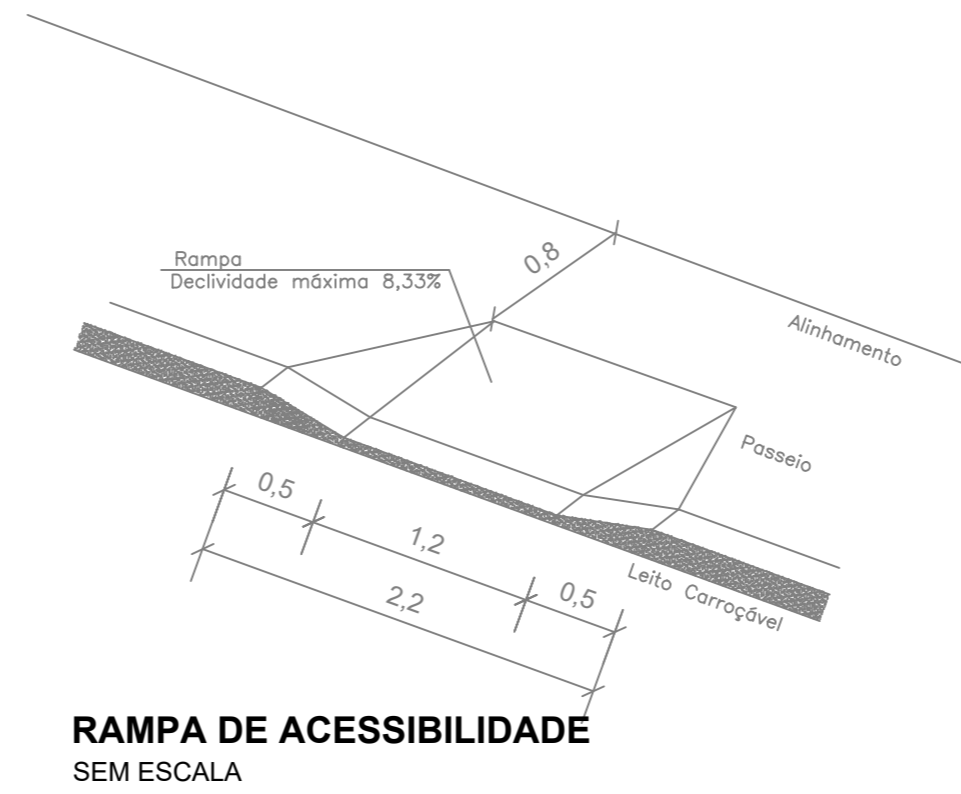 0,8
Rampa
Declividade máxima 8,33%
Alinhamento
Passeio
0,5
1,2
0,5
2,2
Leito Carroçável
RAMPA DE ACESSIBILIDADE
SEM ESCALA